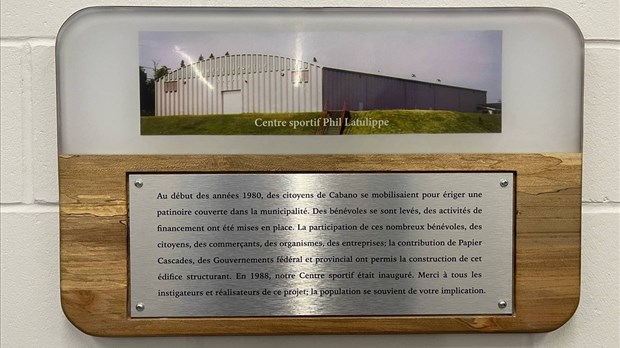 Centre sportif Phil Latulippe
Au début des années 1980, des citoyens de Cabano se mobilisaient pour ériger une
patinoire couverte dans la municipalité. Des bénévoles se sont levés, des activités de
financement ont été mises en place. La participation de ces nombreux bénévoles, des
citoyens, des commerçants, des organismes, des entreprises; la contribution de Papier
Cascades, des Gouvernements fédéral et provincial ont permis la construction de cet
édifice structurant. En 1988, notre Centre sportif était inauguré. Merci à tous les
instigateurs et réalisateurs de ce projet; la population se souvient de votre implication.